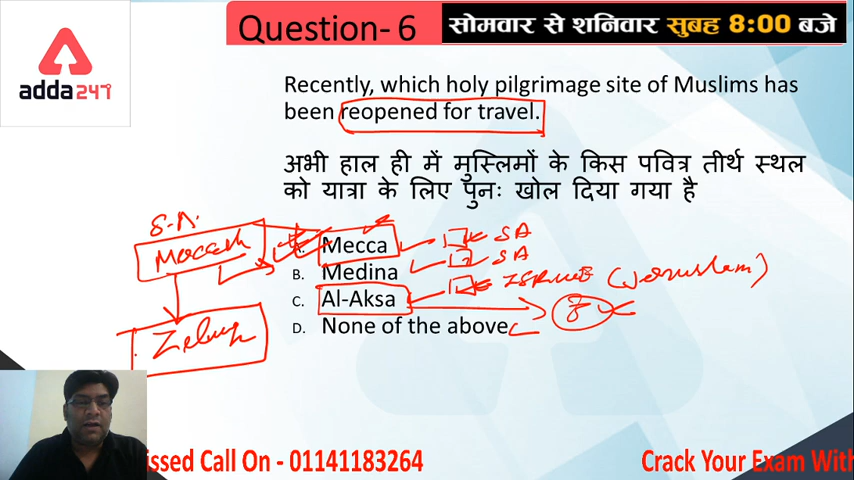 Question- 6
सोमवार से शनिवार सुबह 8:00 बजे
adda247
Recently, which holy pilgrimage site of Muslims has
been reopened for travel.
अभी हाल ही में मुस्लिमों के किस पवित्र तीर्थ स्थल
को यात्रा के लिए पुनः खोल दिया गया है
S.A.
A. Mecca
SA
B. Medina
SA
C. Al-Aksa
D. None of the above
issed Call On - 01141183264
Crack Your Exam With